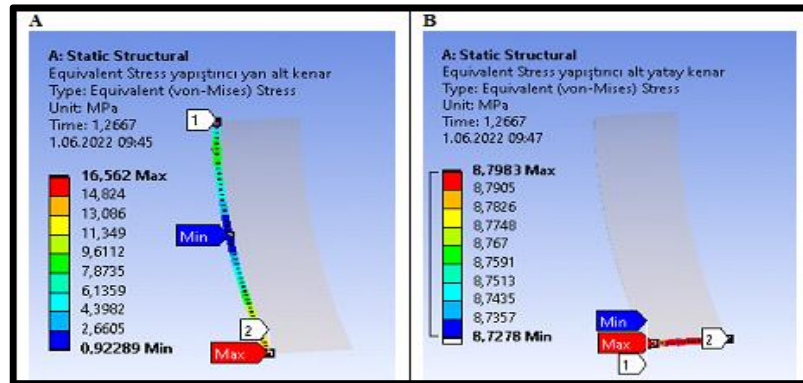 A
A: Static Structural
Equivalent Stress yapıştırıcı yan alt kenar
Type: Equivalent (von-Mises) Stress
Unit: MPa
Time: 1,2667
1.06.2022 09:45
16,562 Max
14,824
13,086
11,349
9,6112
7,8735
6,1359
4,3982
2,6605
0,92289 Min
1
Min
2
Max
B
A: Static Structural
Equivalent Stress yapıştırıcı alt yatay kenar
Type: Equivalent (von-Mises) Stress
Unit: MPa
Time: 1,2667
1.06.2022 09:47
8,7983 Max
8,7905
8,7826
8,7748
8,767
8,7591
8,7513
8,7435
8,7357
8,7278 Min
Min
Max
2
1